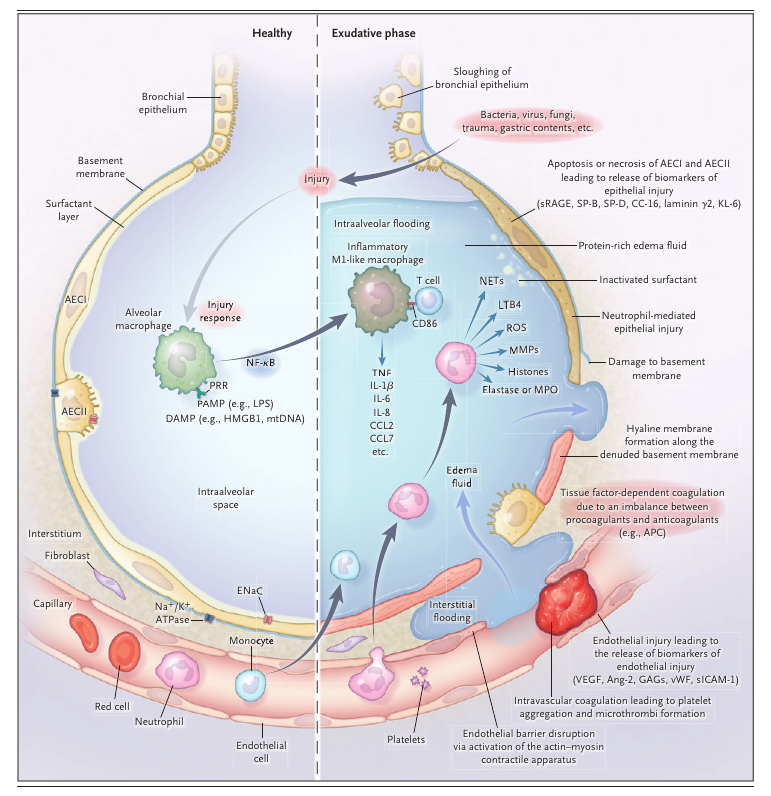 Healthy
Exudative phase
Bronchial
epithelium
Sloughing of
bronchial epithelium
Bacteria, virus, fungi,
trauma, gastric contents, etc.
Basement
membrane
Injury
Apoptosis or necrosis of AECI and AECII
leading to release of biomarkers of
epithelial injury
(sRAGE, SP-B, SP-D, CC-16, laminin γ2, KL-6)
Surfactant
layer
Intraalveolar flooding
Protein-rich edema fluid
Inflammatory
M1-like macrophage
T cell
NETs
Inactivated surfactant
AECI
Alveolar
macrophage
Injury
response
CD86
LTB4
ROS
Neutrophil-mediated
epithelial injury
NF-κB
MMPs
Histones
Elastase or MPO
Damage to basement
membrane
PRR
PAMP (e.g., LPS)
DAMP (e.g., HMGB1, mtDNA)
TNF
IL-1β
IL-6
IL-8
CCL2
CCL7
etc.
AECII
Hyaline membrane
formation along the
denuded basement membrane
Edema
fluid
Intraalveolar
space
Tissue factor-dependent coagulation
due to an imbalance between
procoagulants and anticoagulants
(e.g., APC)
Interstitium
Fibroblast
Capillary
Na⁺/K⁺
ATPase
ENaC
Monocyte
Interstitial
flooding
Endothelial injury leading to
the release of biomarkers of
endothelial injury
(VEGF, Ang-2, GAGs, vWF, sICAM-1)
Red cell
Neutrophil
Intravascular coagulation leading to platelet
aggregation and microthrombi formation
Endothelial
cell
Platelets
Endothelial barrier disruption
via activation of the actin–myosin
contractile apparatus